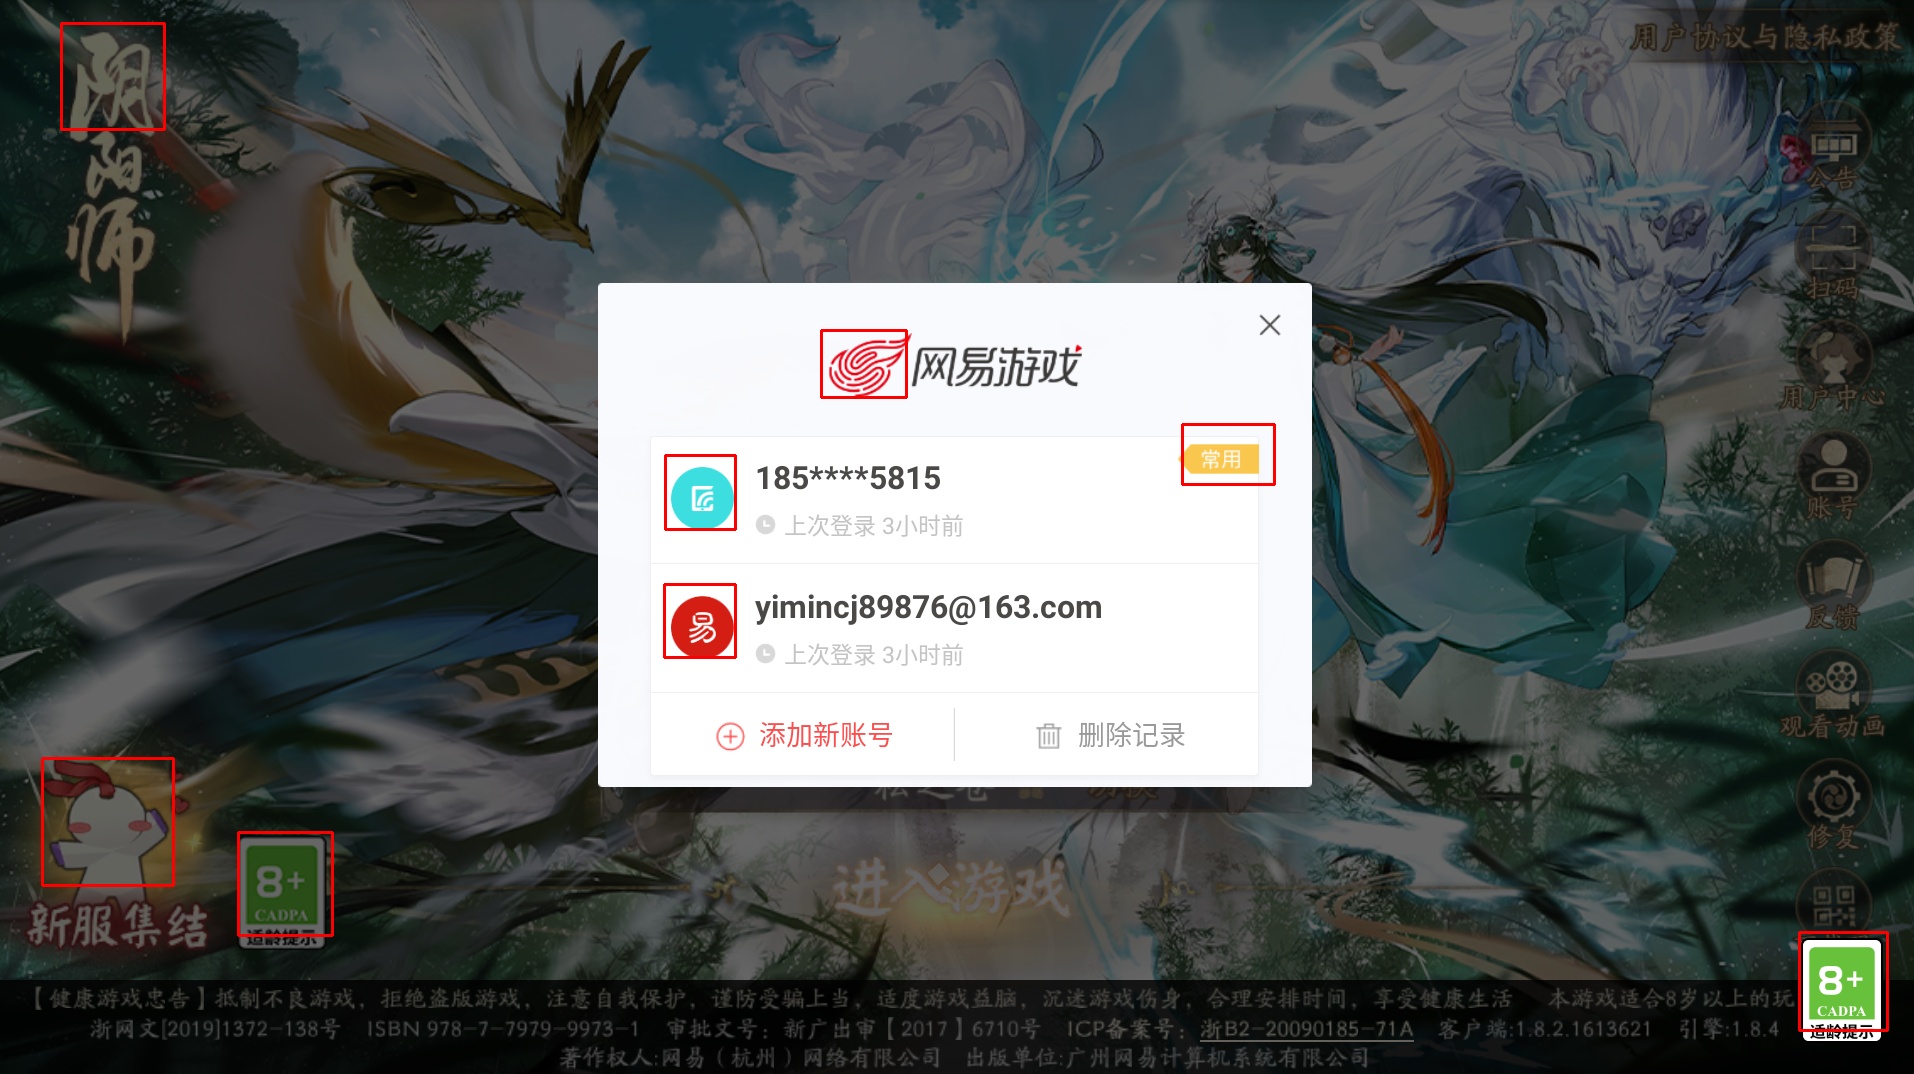 阴阳师
用户协议与隐私政策
公告
扫码
网易游戏
用户中心
常用
185****5815
上次登录 3小时前
账号
易
yimincj89876@163.com
上次登录 3小时前
反馈
添加新账号
删除记录
观看动画
修复
进入游戏
8+
CADPA
适龄提示
新服集结
8+
CADPA
适龄提示
【健康游戏忠告】抵制不良游戏，拒绝盗版游戏，注意自我保护，谨防受骗上当，适度游戏益脑，沉迷游戏伤身，合理安排时间，享受健康生活 本游戏适合8岁以上的玩
浙网文[2019]1372-138号 ISBN 978-7-7979-9973-1 审批文号：新广出审【2017】6710号 ICP备案号：浙B2-20090185-71A 客户端:1.8.2.1613621 引擎:1.8.4
著作权人:网易（杭州）网络有限公司 出版单位:广州网易计算机系统有限公司